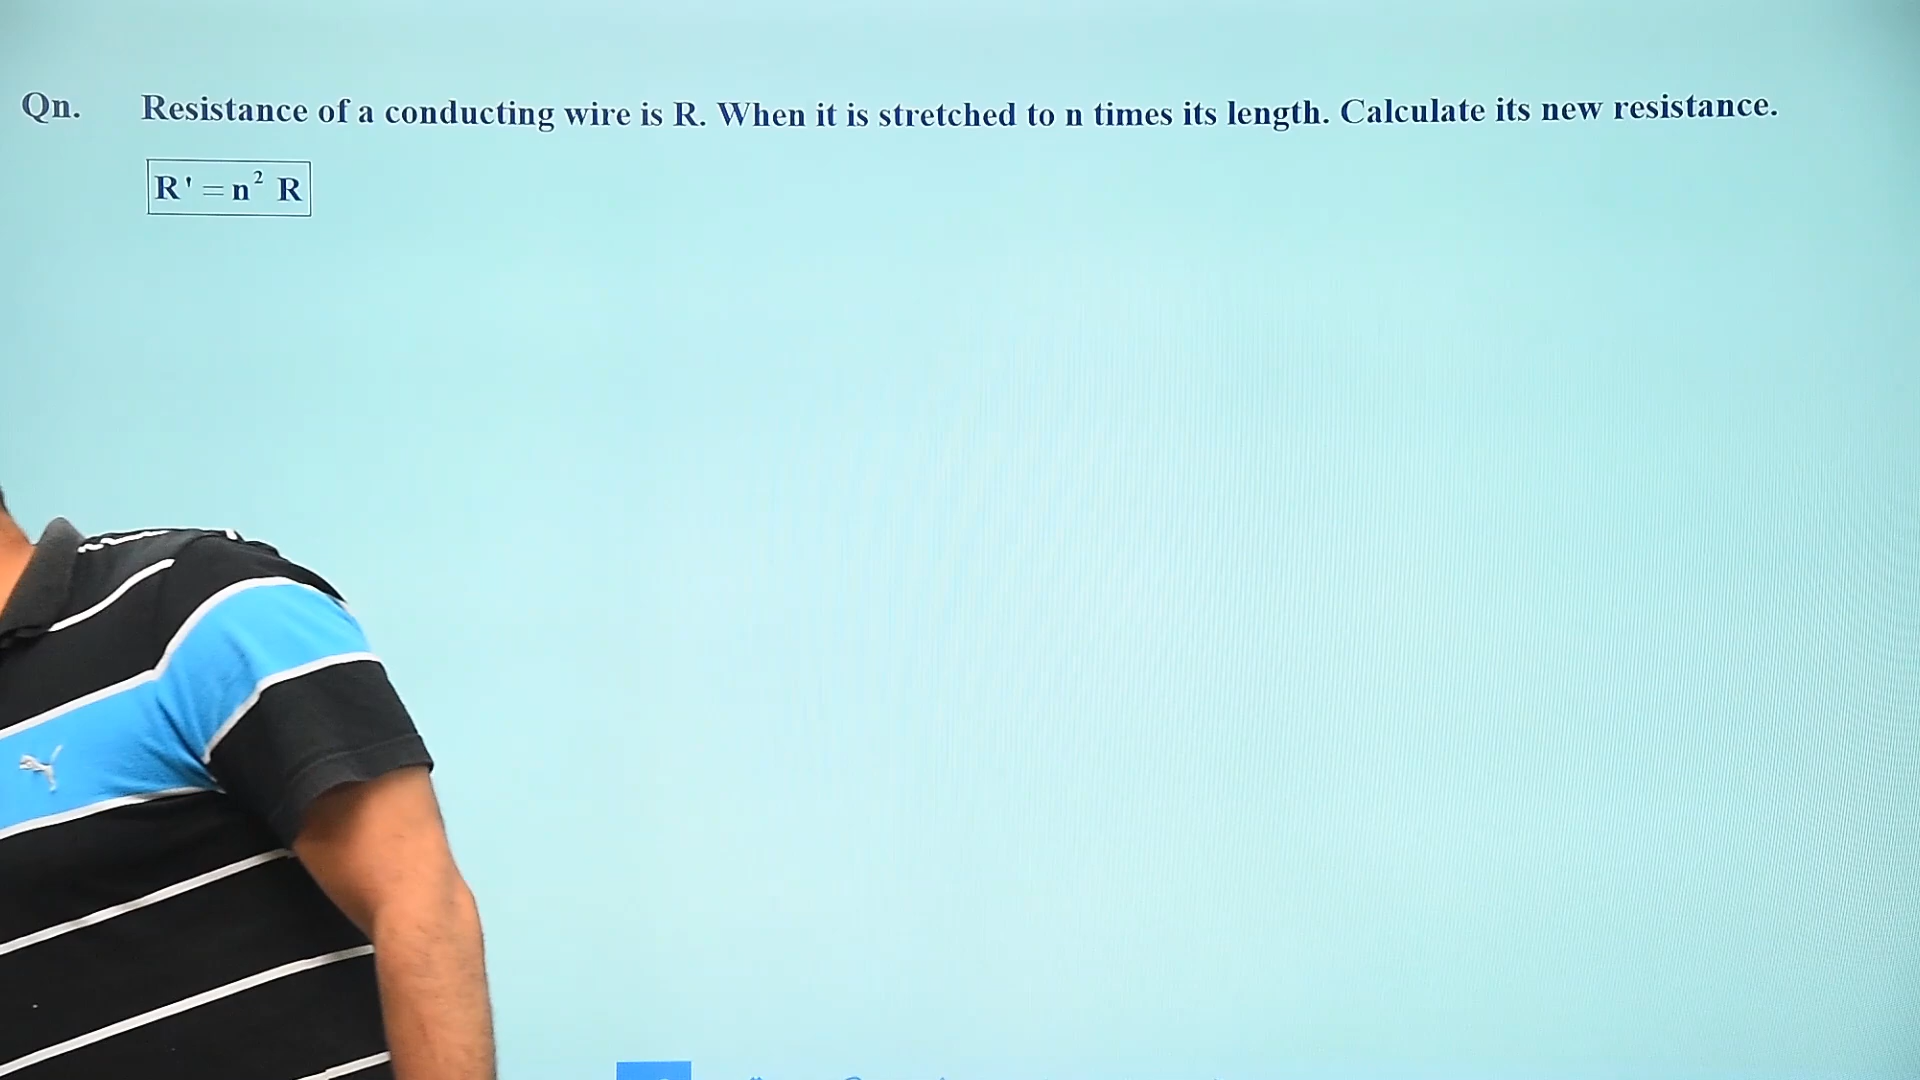 Qn. Resistance of a conducting wire is R. When it is stretched to n times its length. Calculate its new resistance.
R' = n² R